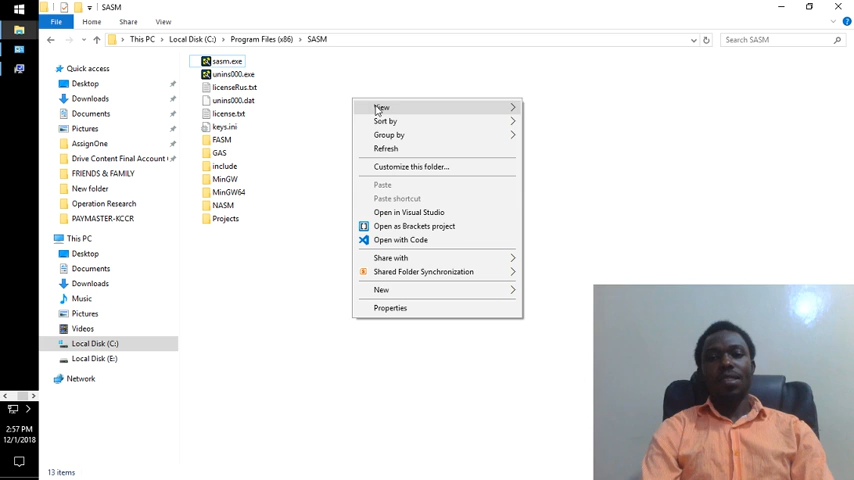 SASM
File Home Share View
This PC Local Disk (C:) Program Files (x86) SASM
Search SASM
Quick access
Desktop
Downloads
Documents
Pictures
AssignOne
Drive Content Final Account
FRIENDS & FAMILY
New folder
Operation Research
PAYMASTER-KCCR
This PC
Desktop
Documents
Downloads
Music
Pictures
Videos
Local Disk (C:)
Local Disk (E:)
Network
sasm.exe
unins000.exe
licenseRus.txt
unins000.dat
license.txt
keys.ini
FASM
GAS
include
MinGW
MinGW64
NASM
Projects
View
Sort by
Group by
Refresh
Customize this folder...
Paste
Paste shortcut
Open in Visual Studio
Open as Brackets project
Open with Code
Share with
Shared Folder Synchronization
New
Properties
2:57 PM
12/1/2018
13 items